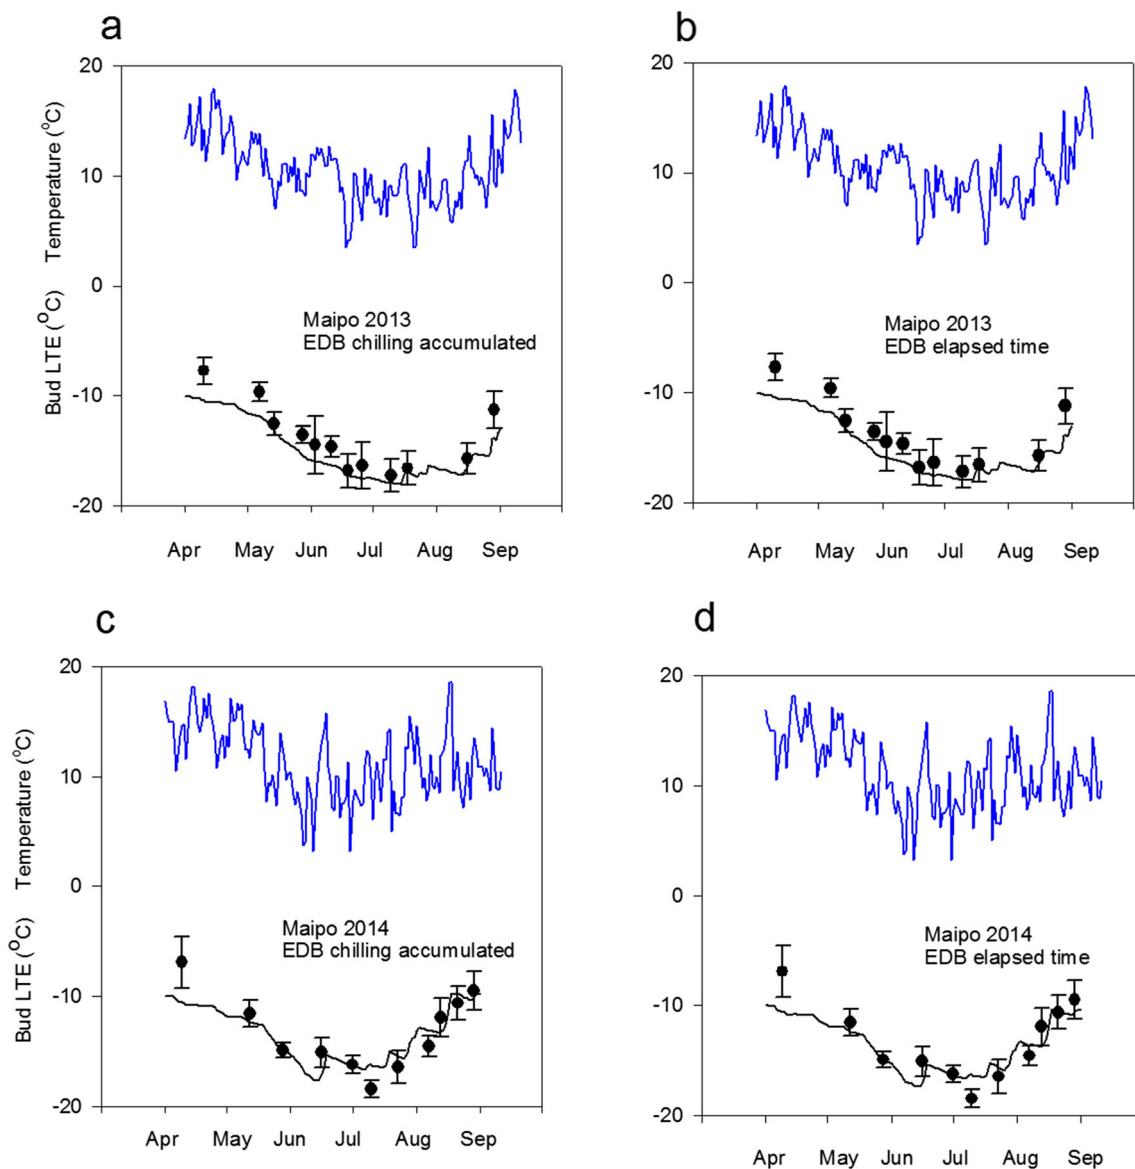 a
20
10
0
-10
-20
Bud LTE (°C) Temperature (°C)
Maipo 2013
EDB chilling accumulated
Apr May Jun Jul Aug Sep
b
20
10
0
-10
-20
Maipo 2013
EDB elapsed time
Apr May Jun Jul Aug Sep
c
20
10
0
-10
-20
Bud LTE (°C) Temperature (°C)
Maipo 2014
EDB chilling accumulated
Apr May Jun Jul Aug Sep
d
20
10
0
-10
-20
Maipo 2014
EDB elapsed time
Apr May Jun Jul Aug Sep